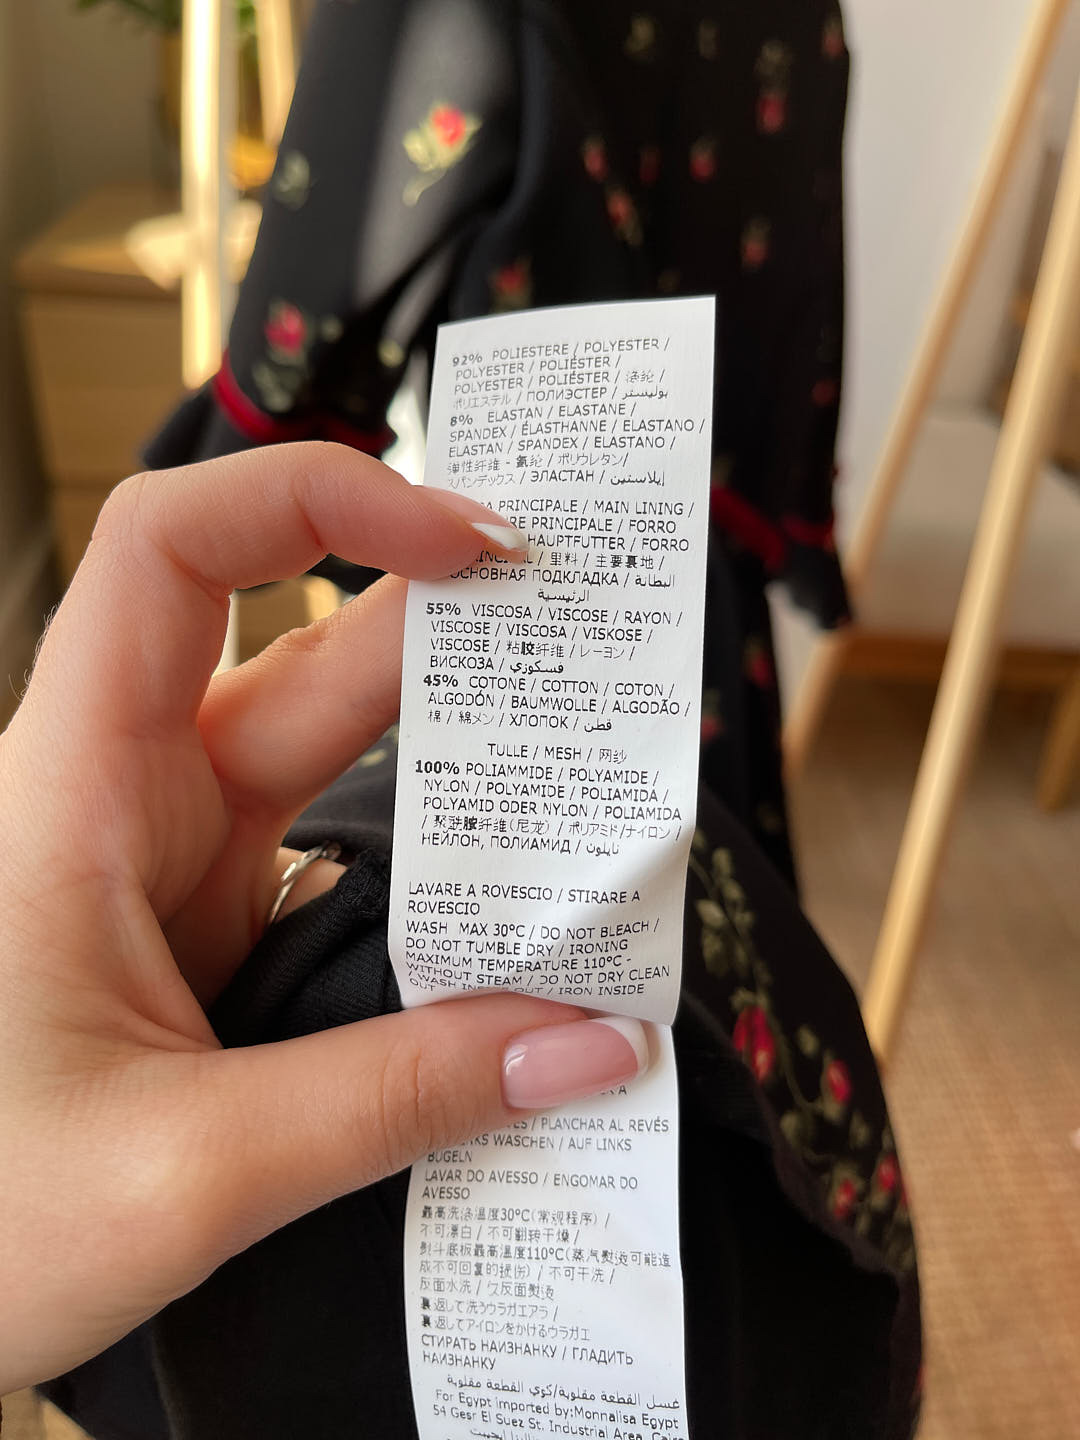 92% POLIESTERE / POLYESTER /
POLYESTER / POLIÉSTER /
POLYESTER / POLIÉSTER / 涤纶 /
ポリエステル / ПОЛИЭСТЕР / بوليستر
8% ELASTAN / ELASTANE /
SPANDEX / ÉLASTHANNE / ELASTANO /
ELASTAN / SPANDEX / ELASTANO /
弹性纤维 - 氨纶 / ポリウレタン/
スパンデックス / ЭЛАСТАН / إيلاستين
PRINCIPALE / MAIN LINING /
PRINCIPALE / FORRO
HAUPTFUTTER / FORRO
/ 里料 / 主要裏地 /
ОСНОВНАЯ ПОДКЛАДКА / البطانة
الرئيسية
55% VISCOSA / VISCOSE / RAYON /
VISCOSE / VISCOSA / VISKOSE /
VISCOSE / 粘胶纤维 / レーヨン /
ВИСКОЗА / فسكوزي
45% COTONE / COTTON / COTON /
ALGODÓN / BAUMWOLLE / ALGODÃO /
棉 / 綿メン / ХЛОПОК / قطن
TULLE / MESH / 网纱
100% POLIAMMIDE / POLYAMIDE /
NYLON / POLYAMIDE / POLIAMIDA /
POLYAMID ODER NYLON / POLIAMIDA
/ 聚酰胺纤维(尼龙) / ポリアミド/ナイロン /
НЕЙЛОН, ПОЛИАМИД / نايلون
LAVARE A ROVESCIO / STIRARE A
ROVESCIO
WASH MAX 30°C / DO NOT BLEACH /
DO NOT TUMBLE DRY / IRONING
MAXIMUM TEMPERATURE 110°C -
WITHOUT STEAM / DO NOT DRY CLEAN
/ WASH INSIDE OUT / IRON INSIDE
OUT
A
/ PLANCHAR AL REVÉS
WASCHEN / AUF LINKS
BÜGELN
LAVAR DO AVESSO / ENGOMAR DO
AVESSO
最高洗涤温度30°C(常规程序) /
不可漂白 / 不可翻转干燥 /
熨斗底板最高温度110°C(蒸汽熨烫可能造
成不可回复的损伤) / 不可干洗 /
反面水洗 / 反面熨烫
裏返して洗うウラガエアラ /
裏返してアイロンをかけるウラガエ
СТИРАТЬ НАИЗНАНКУ / ГЛАДИТЬ
НАИЗНАНКУ
غسل القطعة مقلوبة/كوي القطعة مقلوبة
For Egypt imported by:Monnalisa Egypt
54 Gesr El Suez St. Industrial Area, Cairo